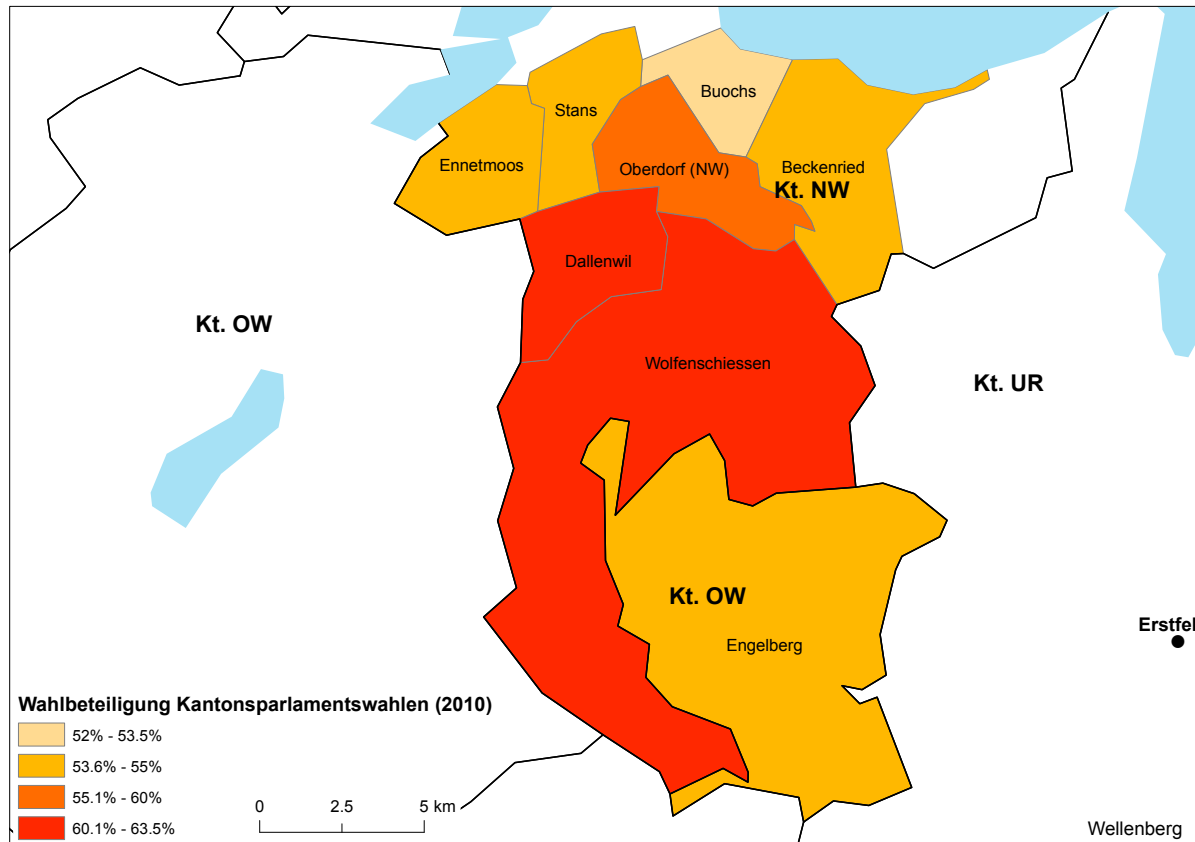 Buochs
Stans
Ennetmoos
Oberdorf (NW)
Beckenried
Kt. NW
Dallenwil
Kt. OW
Wolfenschiessen
Kt. UR
Kt. OW
Erstfel
Engelberg
Wahlbeteiligung Kantonsparlamentswahlen (2010)
52% - 53.5%
53.6% - 55%
55.1% - 60%
60.1% - 63.5%
0 2.5 5 km
Wellenberg